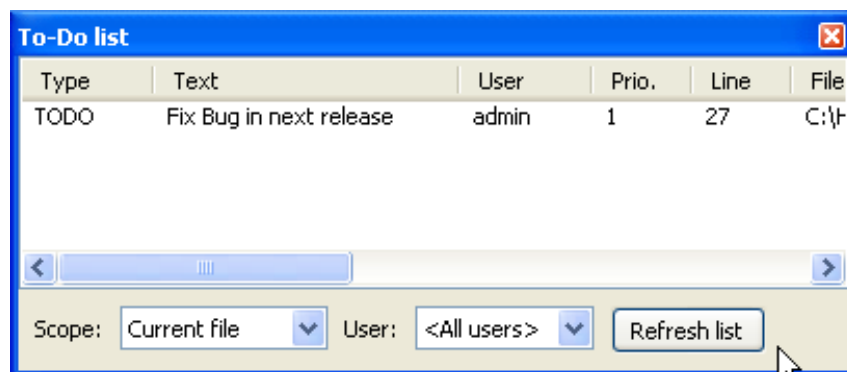 To-Do list
Type Text User Prio. Line File
TODO Fix Bug in next release admin 1 27 C:\H
Scope: Current file User: <All users> Refresh list